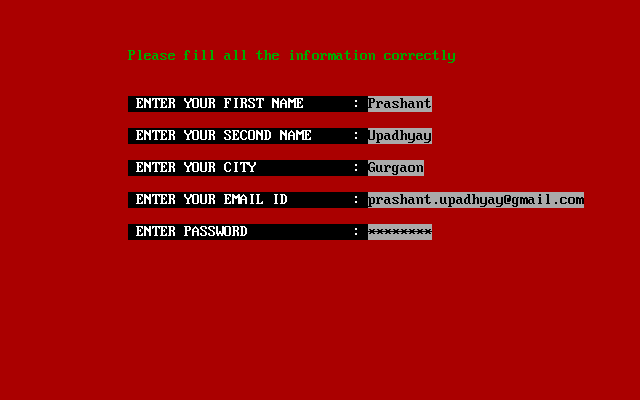 Please fill all the information correctly
ENTER YOUR FIRST NAME : Prashant
ENTER YOUR SECOND NAME : Upadhyay
ENTER YOUR CITY : Gurgaon
ENTER YOUR EMAIL ID : prashant.upadhyay@gmail.com
ENTER PASSWORD : ********